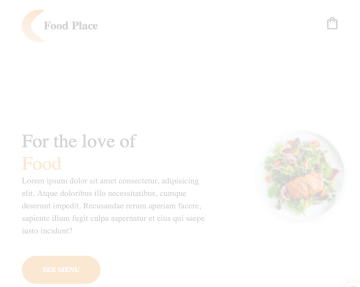 Food Place
For the love of
Food
Lorem ipsum dolor sit amet consectetur, adipisicing
elit. Atque doloribus illo necessitatibus, cumque
deserunt impedit. Recusandae rerum aperiam facere,
sapiente illum fugit culpa aspernatur et eius qui saepe
iusto incidunt?
SEE MENU